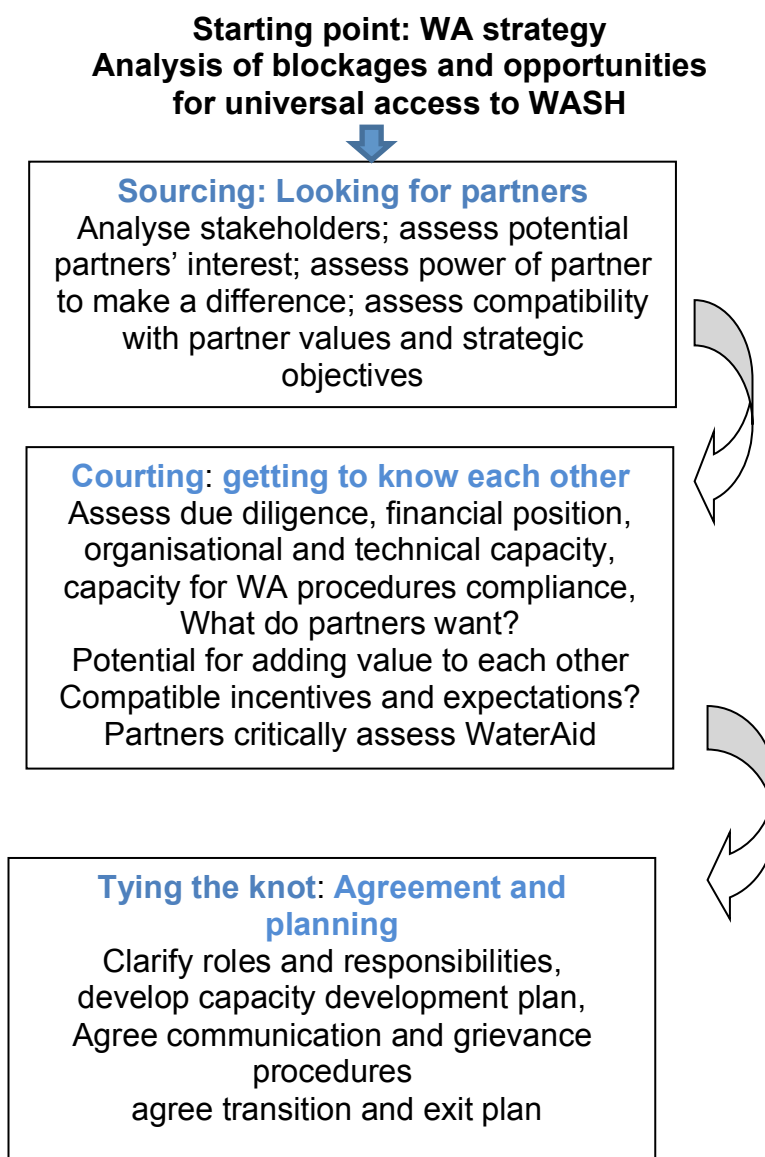 Starting point: WA strategy
Analysis of blockages and opportunities
for universal access to WASH
Sourcing: Looking for partners
Analyse stakeholders; assess potential
partners’ interest; assess power of partner
to make a difference; assess compatibility
with partner values and strategic
objectives
Courting: getting to know each other
Assess due diligence, financial position,
organisational and technical capacity,
capacity for WA procedures compliance,
What do partners want?
Potential for adding value to each other
Compatible incentives and expectations?
Partners critically assess WaterAid
Tying the knot: Agreement and
planning
Clarify roles and responsibilities,
develop capacity development plan,
Agree communication and grievance
procedures
agree transition and exit plan